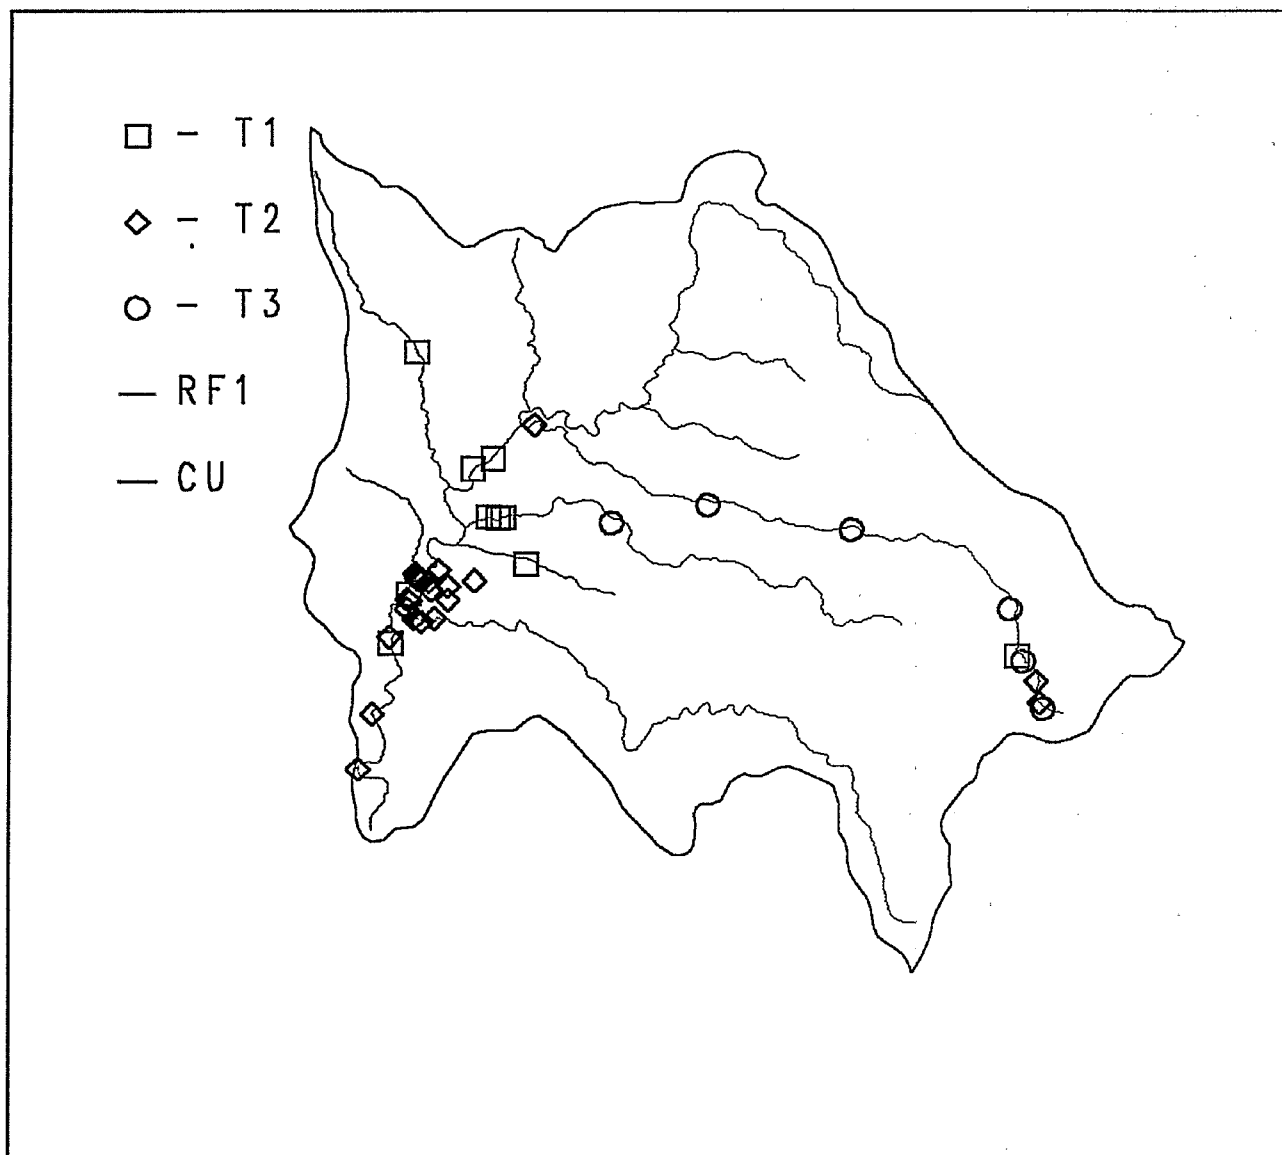 □ - T1
◇ - T2
○ - T3
— RF1
— CU